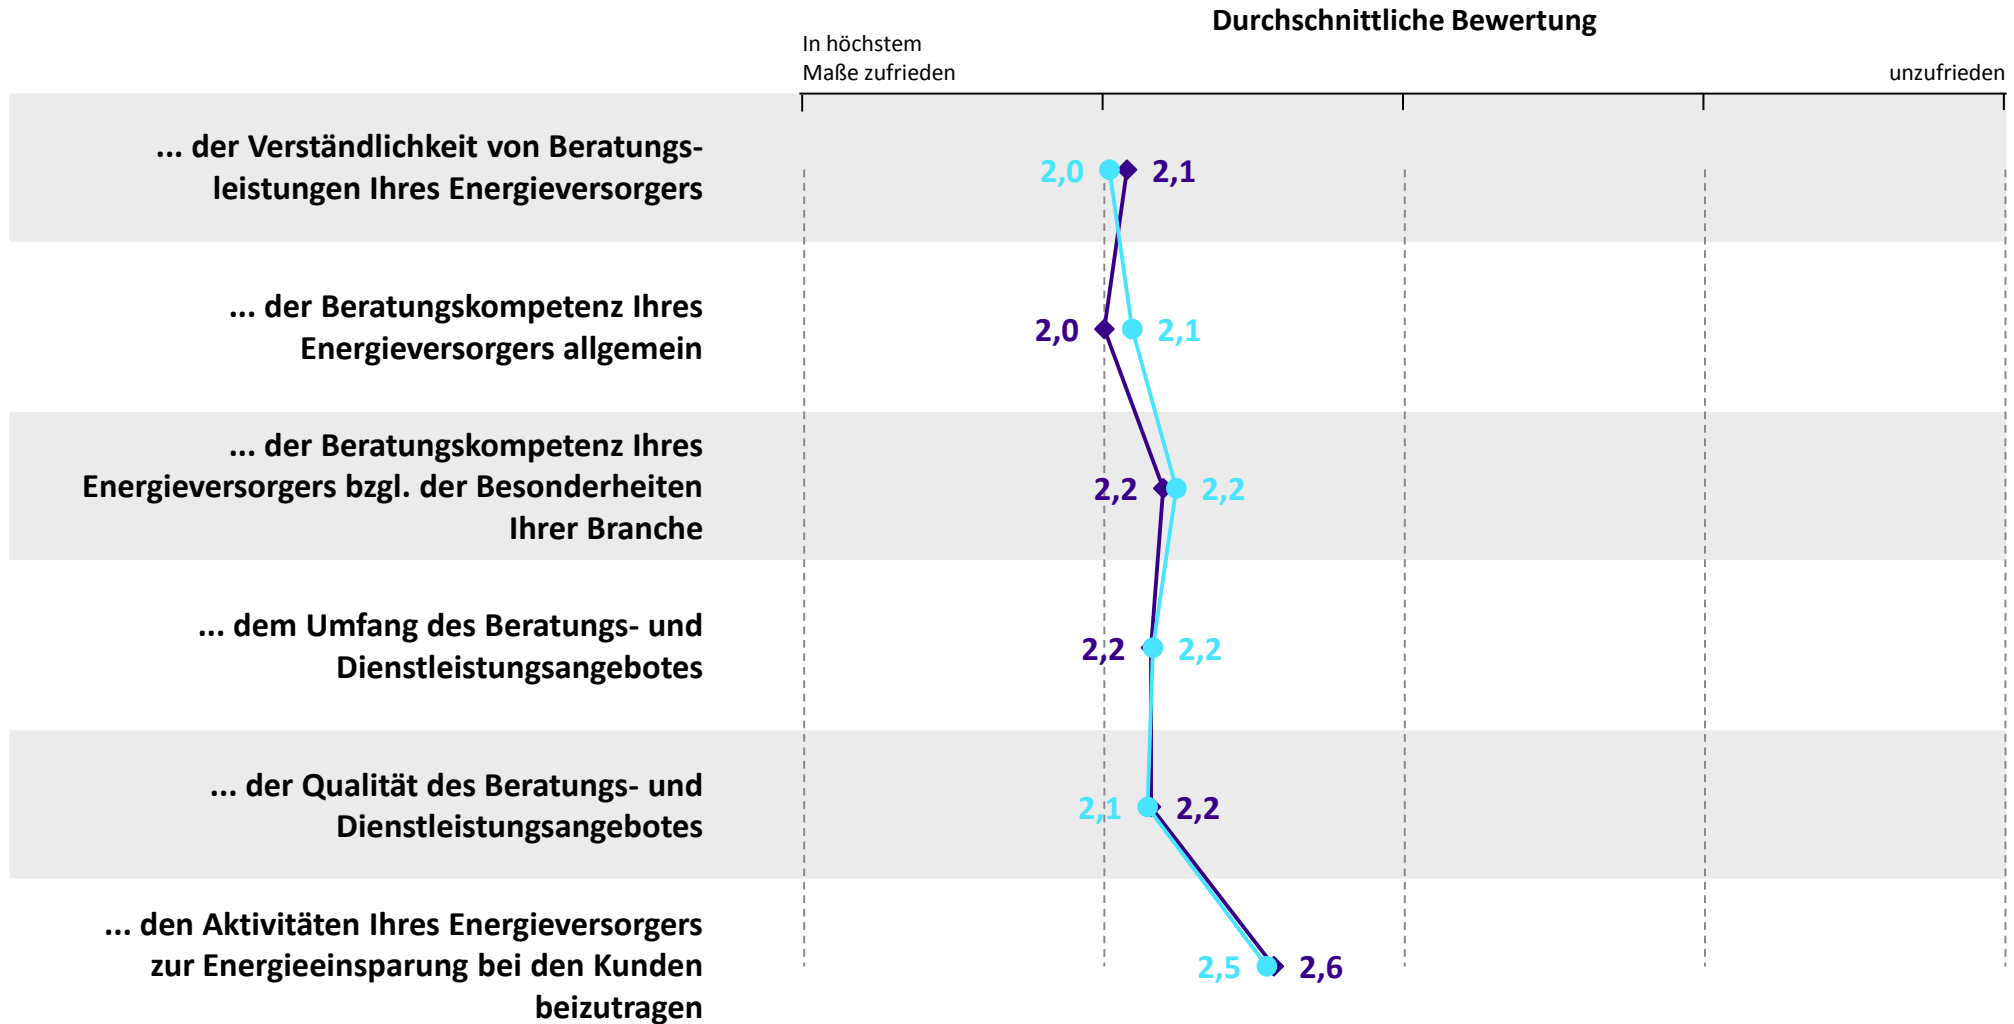 Durchschnittliche Bewertung
In höchstem
Maße zufrieden
unzufrieden
... der Verständlichkeit von Beratungs-
leistungen Ihres Energieversorgers
2,0
2,1
... der Beratungskompetenz Ihres
Energieversorgers allgemein
2,0
2,1
... der Beratungskompetenz Ihres
Energieversorgers bzgl. der Besonderheiten
Ihrer Branche
2,2
2,2
... dem Umfang des Beratungs- und
Dienstleistungsangebotes
2,2
2,2
... der Qualität des Beratungs- und
Dienstleistungsangebotes
2,1
2,2
... den Aktivitäten Ihres Energieversorgers
zur Energieeinsparung bei den Kunden
beizutragen
2,5
2,6